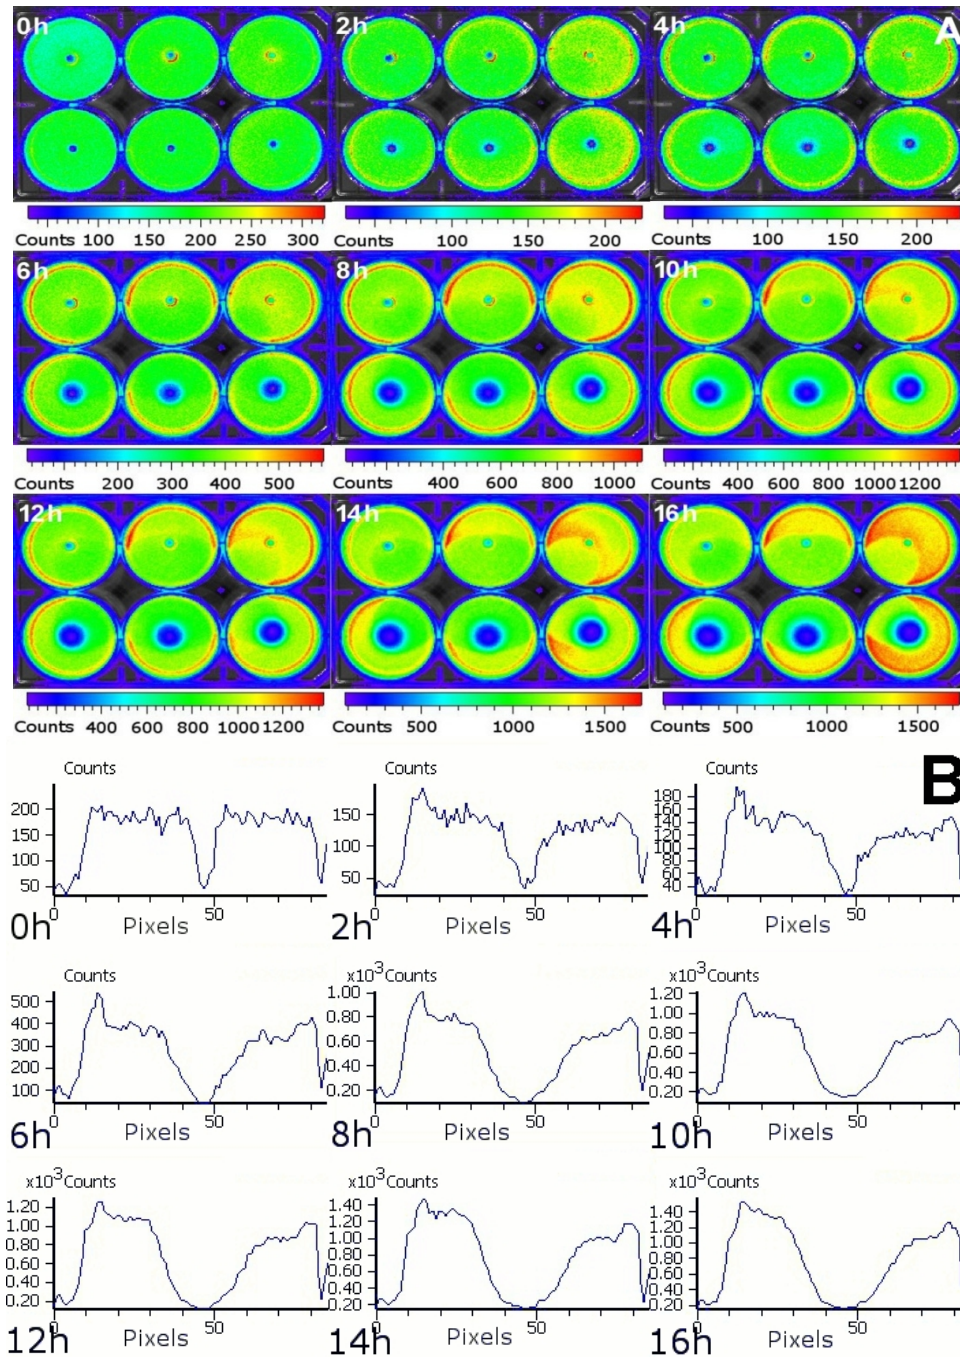 0h 2h 4h A
Counts 100 150 200 250 300 Counts 100 150 200 Counts 100 150 200
6h 8h 10h
Counts 200 300 400 500 Counts 400 600 800 1000 Counts 400 600 800 1000 1200
12h 14h 16h
Counts 400 600 800 1000 1200 Counts 500 1000 1500 Counts 500 1000 1500
B
Counts Counts Counts
200 150 100 50
150 100 50
180 160 140 120 100 80 60 40
0 50 0 50 0 50
0h Pixels 2h Pixels 4h Pixels
Counts x10³Counts x10³Counts
500 400 300 200 100
1.00 0.80 0.60 0.40 0.20
1.20 1.00 0.80 0.60 0.40 0.20
0 50 0 50 0 50
6h Pixels 8h Pixels 10h Pixels
x10³Counts x10³Counts x10³Counts
1.20 1.00 0.80 0.60 0.40 0.20
1.40 1.20 1.00 0.80 0.60 0.40 0.20
1.40 1.20 1.00 0.80 0.60 0.40 0.20
0 50 0 50 0 50
12h Pixels 14h Pixels 16h Pixels